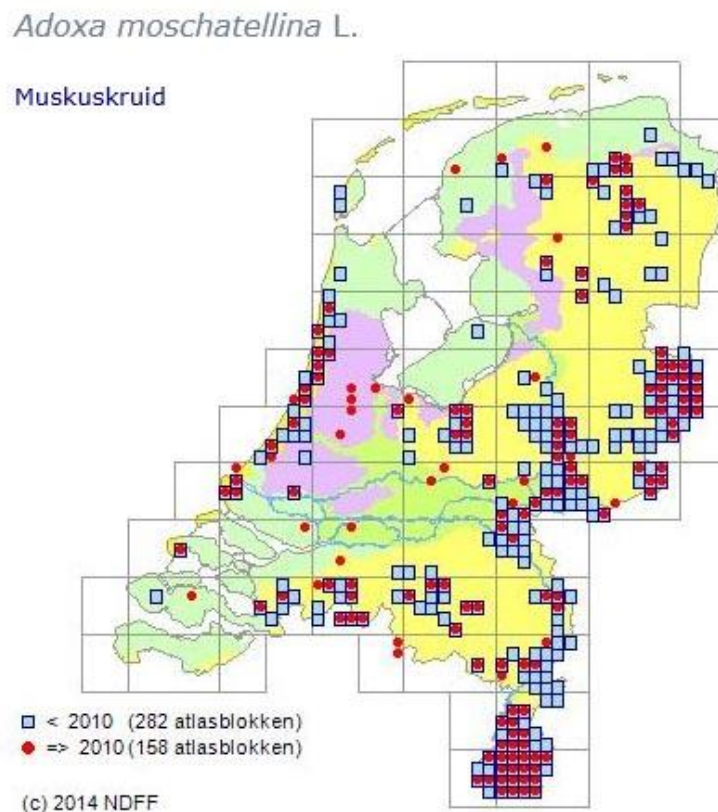 Adoxa moschatellina L.
Muskuskruid
< 2010 (282 atlasblokken)
=> 2010 (158 atlasblokken)
(c) 2014 NDFF